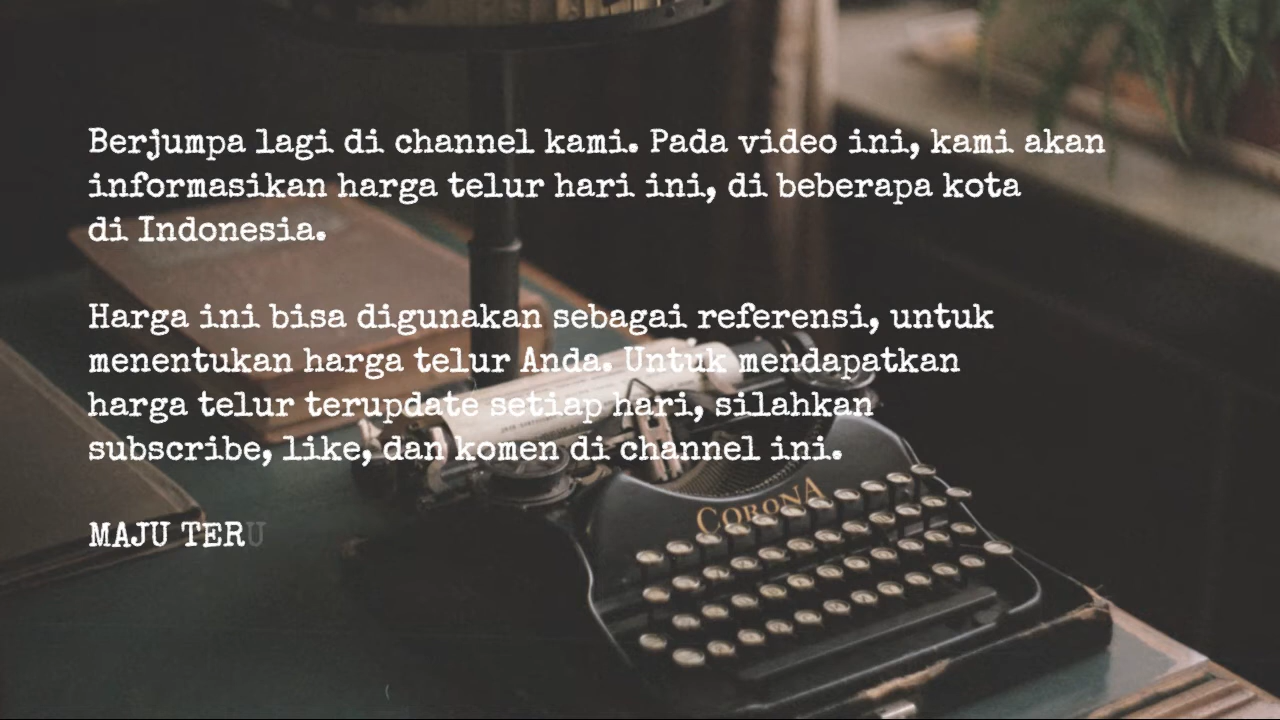 Berjumpa lagi di channel kami. Pada video ini, kami akan
informasikan harga telur hari ini, di beberapa kota
di Indonesia.
Harga ini bisa digunakan sebagai referensi, untuk
menentukan harga telur Anda. Untuk mendapatkan
harga telur terupdate setiap hari, silahkan
subscribe, like, dan komen di channel ini.
MAJU TERU
CORONA